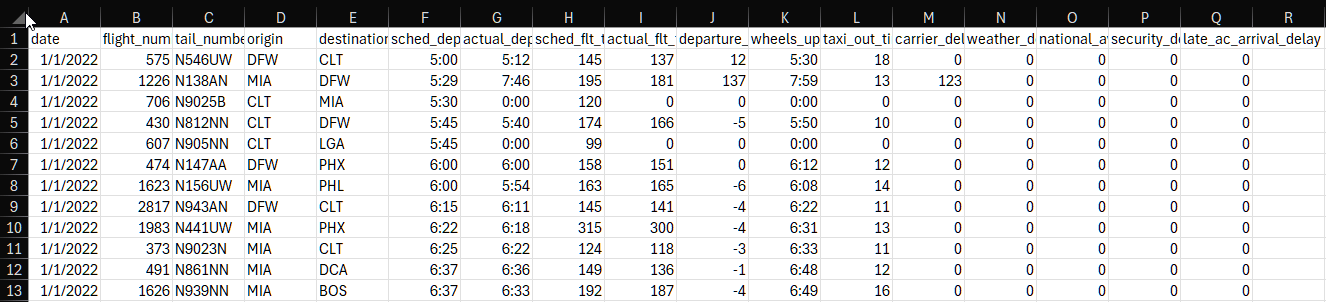 A B C D E F G H I J K L M N O P Q R
1 date flight_num tail_numbe origin destination sched_dep actual_dep sched_flt_t actual_flt_ departure_ wheels_up taxi_out_ti carrier_del weather_d national_a security_de late_ac_arrival_delay
2 1/1/2022 575 N546UW DFW CLT 5:00 5:12 145 137 12 5:30 18 0 0 0 0 0
3 1/1/2022 1226 N138AN MIA DFW 5:29 7:46 195 181 137 7:59 13 123 0 0 0 0
4 1/1/2022 706 N9025B CLT MIA 5:30 0:00 120 0 0 0:00 0 0 0 0 0 0
5 1/1/2022 430 N812NN CLT DFW 5:45 5:40 174 166 -5 5:50 10 0 0 0 0 0
6 1/1/2022 607 N905NN CLT LGA 5:45 0:00 99 0 0 0:00 0 0 0 0 0 0
7 1/1/2022 474 N147AA DFW PHX 6:00 6:00 158 151 0 6:12 12 0 0 0 0 0
8 1/1/2022 1623 N156UW MIA PHL 6:00 5:54 163 165 -6 6:08 14 0 0 0 0 0
9 1/1/2022 2817 N943AN DFW CLT 6:15 6:11 145 141 -4 6:22 11 0 0 0 0 0
10 1/1/2022 1983 N441UW MIA PHX 6:22 6:18 315 300 -4 6:31 13 0 0 0 0 0
11 1/1/2022 373 N9023N MIA CLT 6:25 6:22 124 118 -3 6:33 11 0 0 0 0 0
12 1/1/2022 491 N861NN MIA DCA 6:37 6:36 149 136 -1 6:48 12 0 0 0 0 0
13 1/1/2022 1626 N939NN MIA BOS 6:37 6:33 192 187 -4 6:49 16 0 0 0 0 0